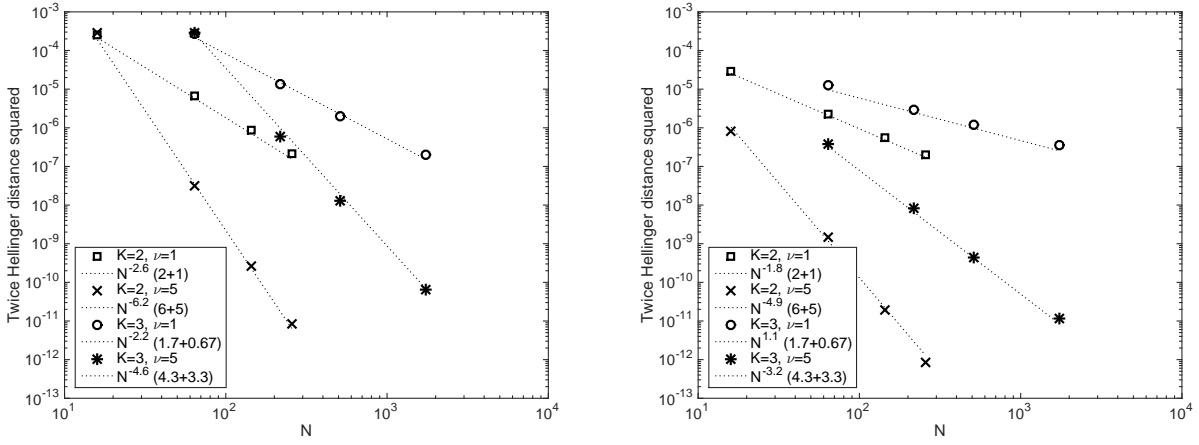 Twice Hellinger distance squared
10^-3
10^-4
10^-5
10^-6
10^-7
10^-8
10^-9
10^-10
10^-11
10^-12
10^-13
K=2, ν=1
N^-2.6 (2+1)
K=2, ν=5
N^-6.2 (6+5)
K=3, ν=1
N^-2.2 (1.7+0.67)
K=3, ν=5
N^-4.6 (4.3+3.3)
10^1
10^2
10^3
10^4
N
Twice Hellinger distance squared
10^-3
10^-4
10^-5
10^-6
10^-7
10^-8
10^-9
10^-10
10^-11
10^-12
10^-13
K=2, ν=1
N^-1.8 (2+1)
K=2, ν=5
N^-4.9 (6+5)
K=3, ν=1
N^1.1 (1.7+0.67)
K=3, ν=5
N^-3.2 (4.3+3.3)
10^1
10^2
10^3
10^4
N